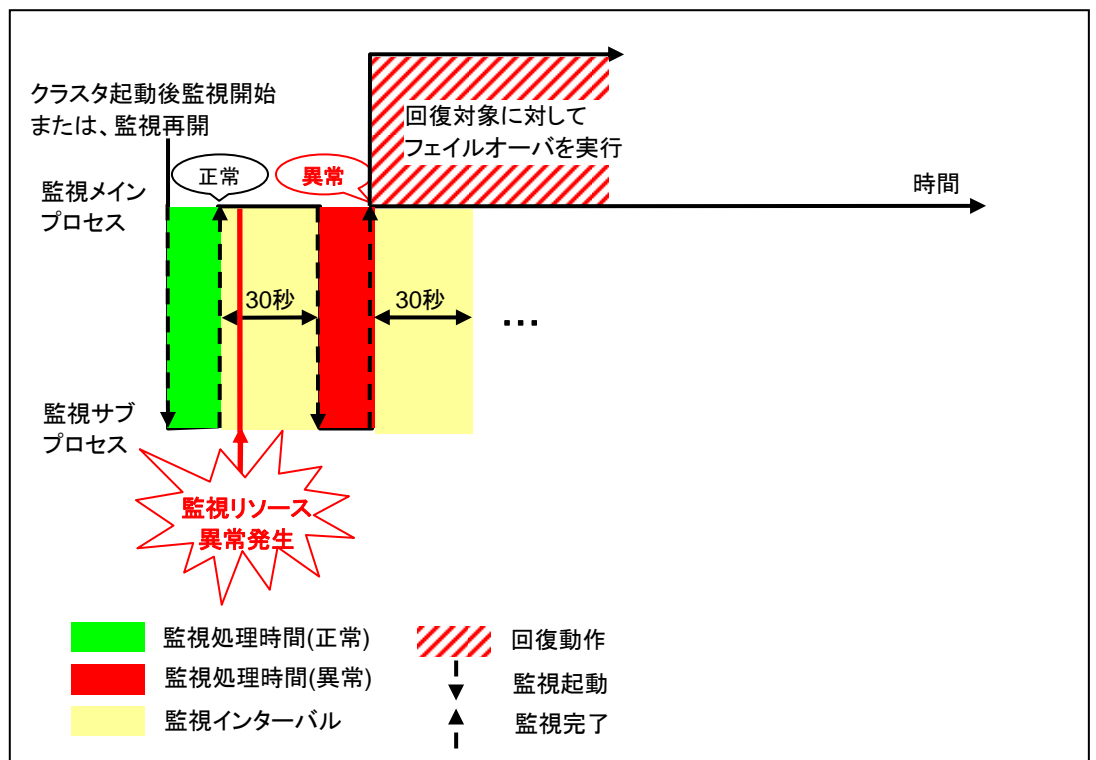 クラスタ起動後監視開始
または、監視再開
回復対象に対して
フェイルオーバを実行
正常
異常
時間
監視メイン
プロセス
30秒
30秒
…
監視サブ
プロセス
監視リソース
異常発生
監視処理時間(正常)
回復動作
監視処理時間(異常)
監視起動
監視インターバル
監視完了